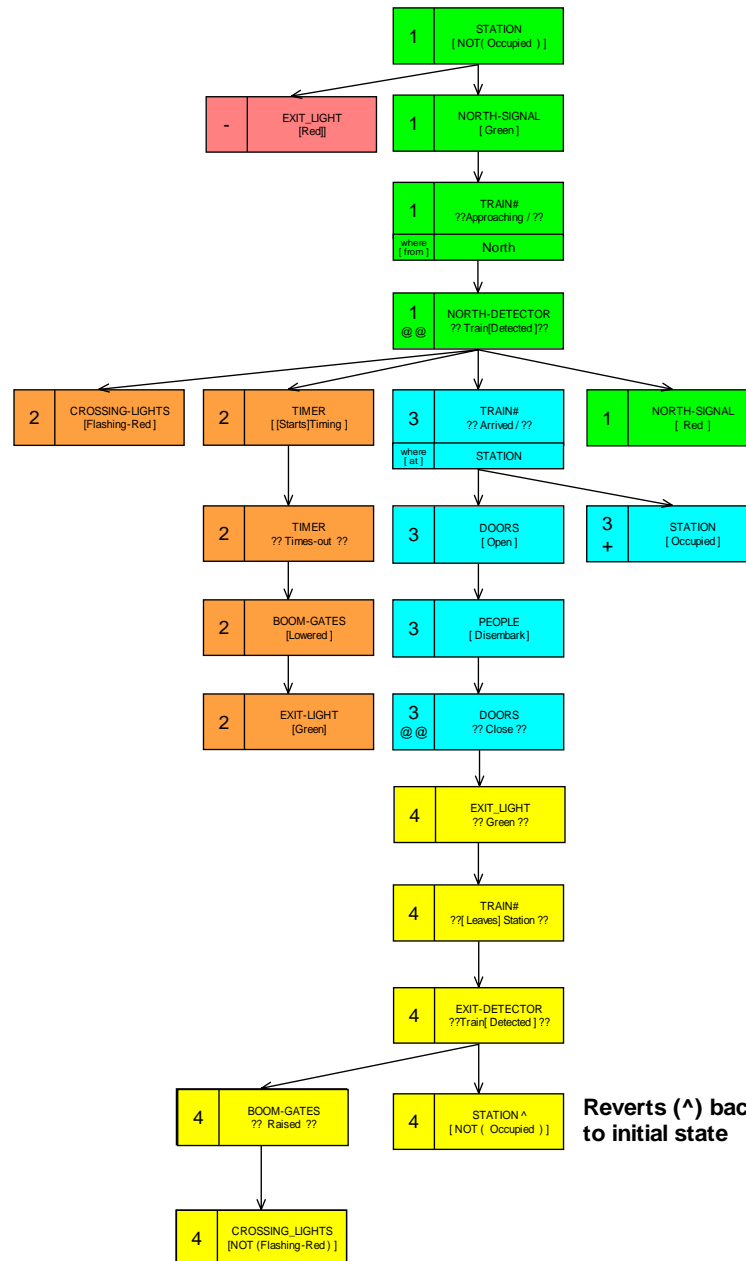 1
STATION
[ NOT( Occupied ) ]
-
EXIT_LIGHT
[Red]]
1
NORTH-SIGNAL
[ Green ]
1
TRAIN#
??Approaching / ??
where
[ from ]
North
1
@ @
NORTH-DETECTOR
?? Train[Detected ]??
2
CROSSING-LIGHTS
[Flashing-Red ]
2
TIMER
[ [Starts]Timing ]
3
TRAIN#
?? Arrived / ??
where
[ at ]
STATION
1
NORTH-SIGNAL
[ Red ]
2
TIMER
?? Times-out ??
3
DOORS
[ Open ]
3
+
STATION
[ Occupied ]
2
BOOM-GATES
[Lowered ]
3
PEOPLE
[ Disembark]
2
EXIT-LIGHT
[Green]
3
@ @
DOORS
?? Close ??
4
EXIT_LIGHT
?? Green ??
4
TRAIN#
??[ Leaves] Station ??
4
EXIT-DETECTOR
??Train[ Detected ] ??
4
BOOM-GATES
?? Raised ??
4
STATION ^
[ NOT ( Occupied ) ]
Reverts (^) bac
to initial state
4
CROSSING_LIGHTS
[NOT (Flashing-Red ) ]